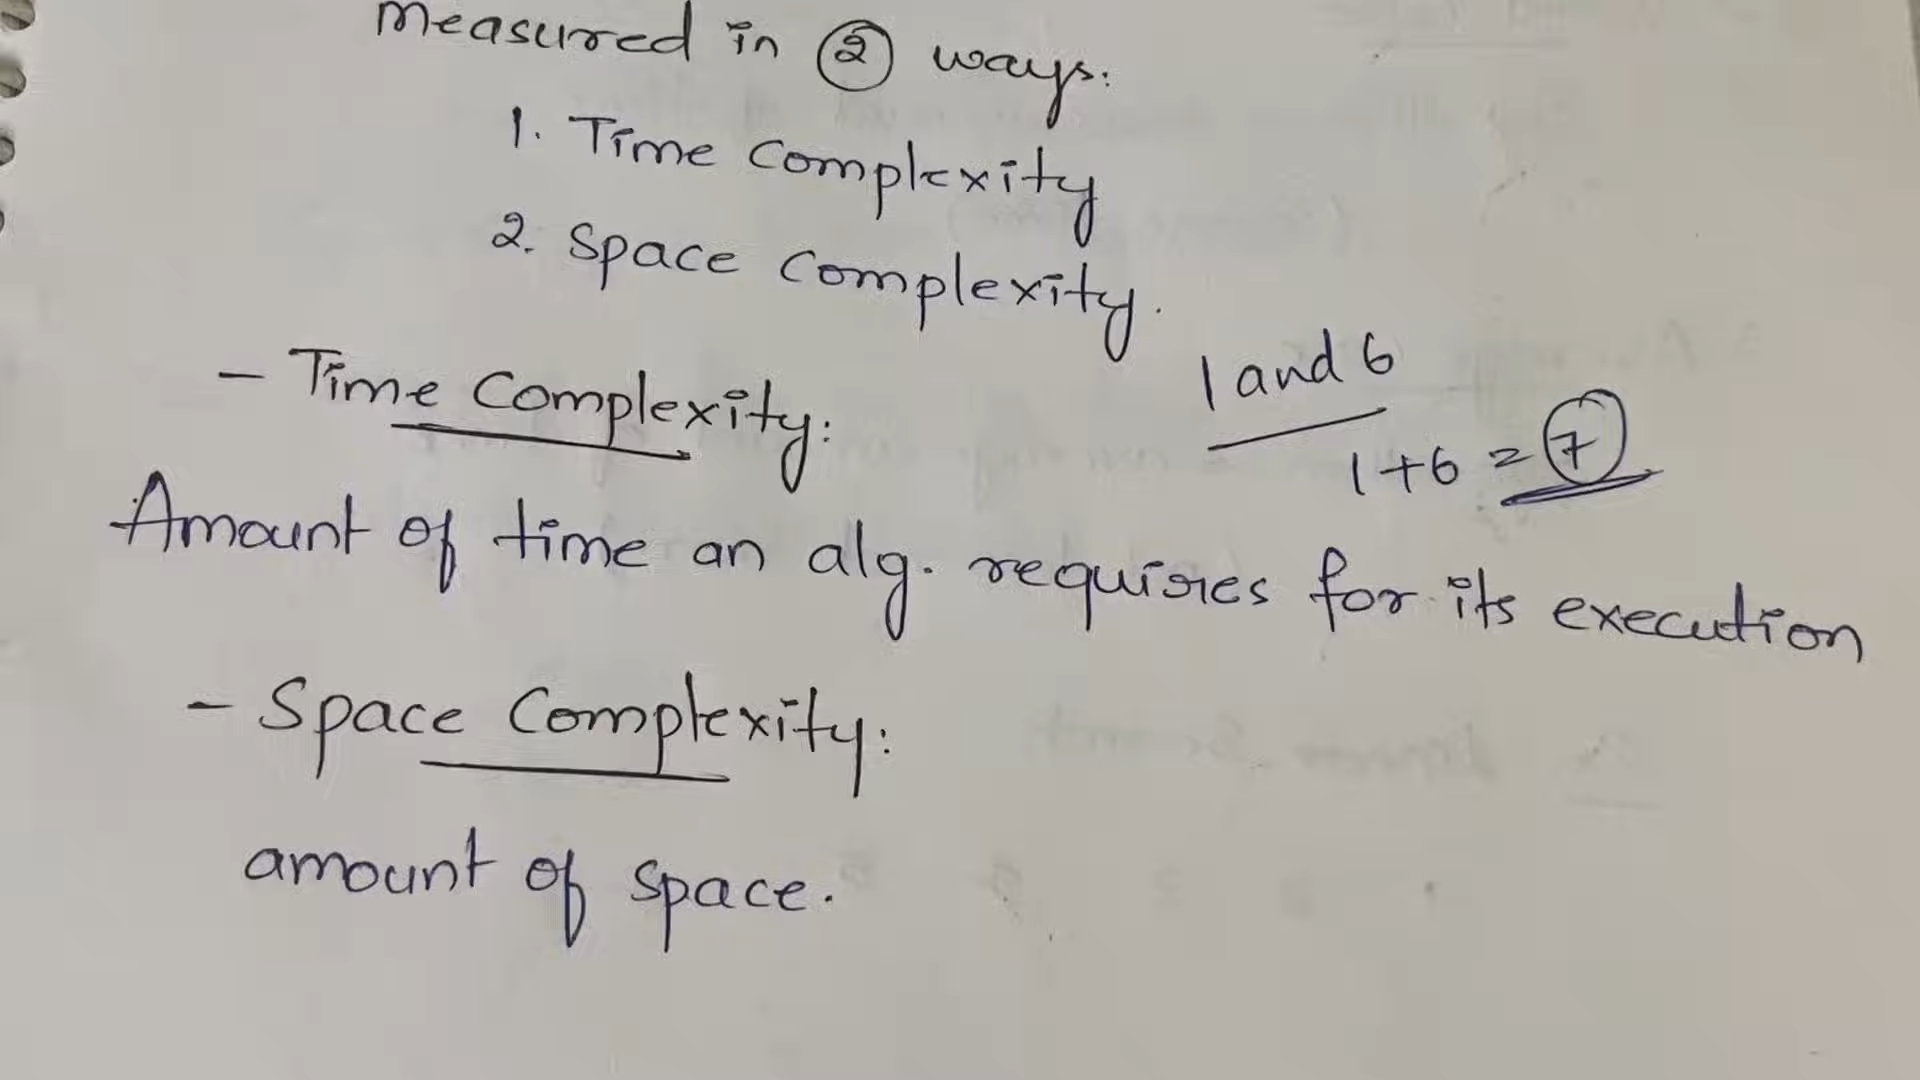 measured in 2 ways:
1. Time Complexity
2. Space Complexity.
- Time Complexity:
1 and 6
1+6 = 7
Amount of time an alg. requires for its execution
- Space Complexity:
amount of space.